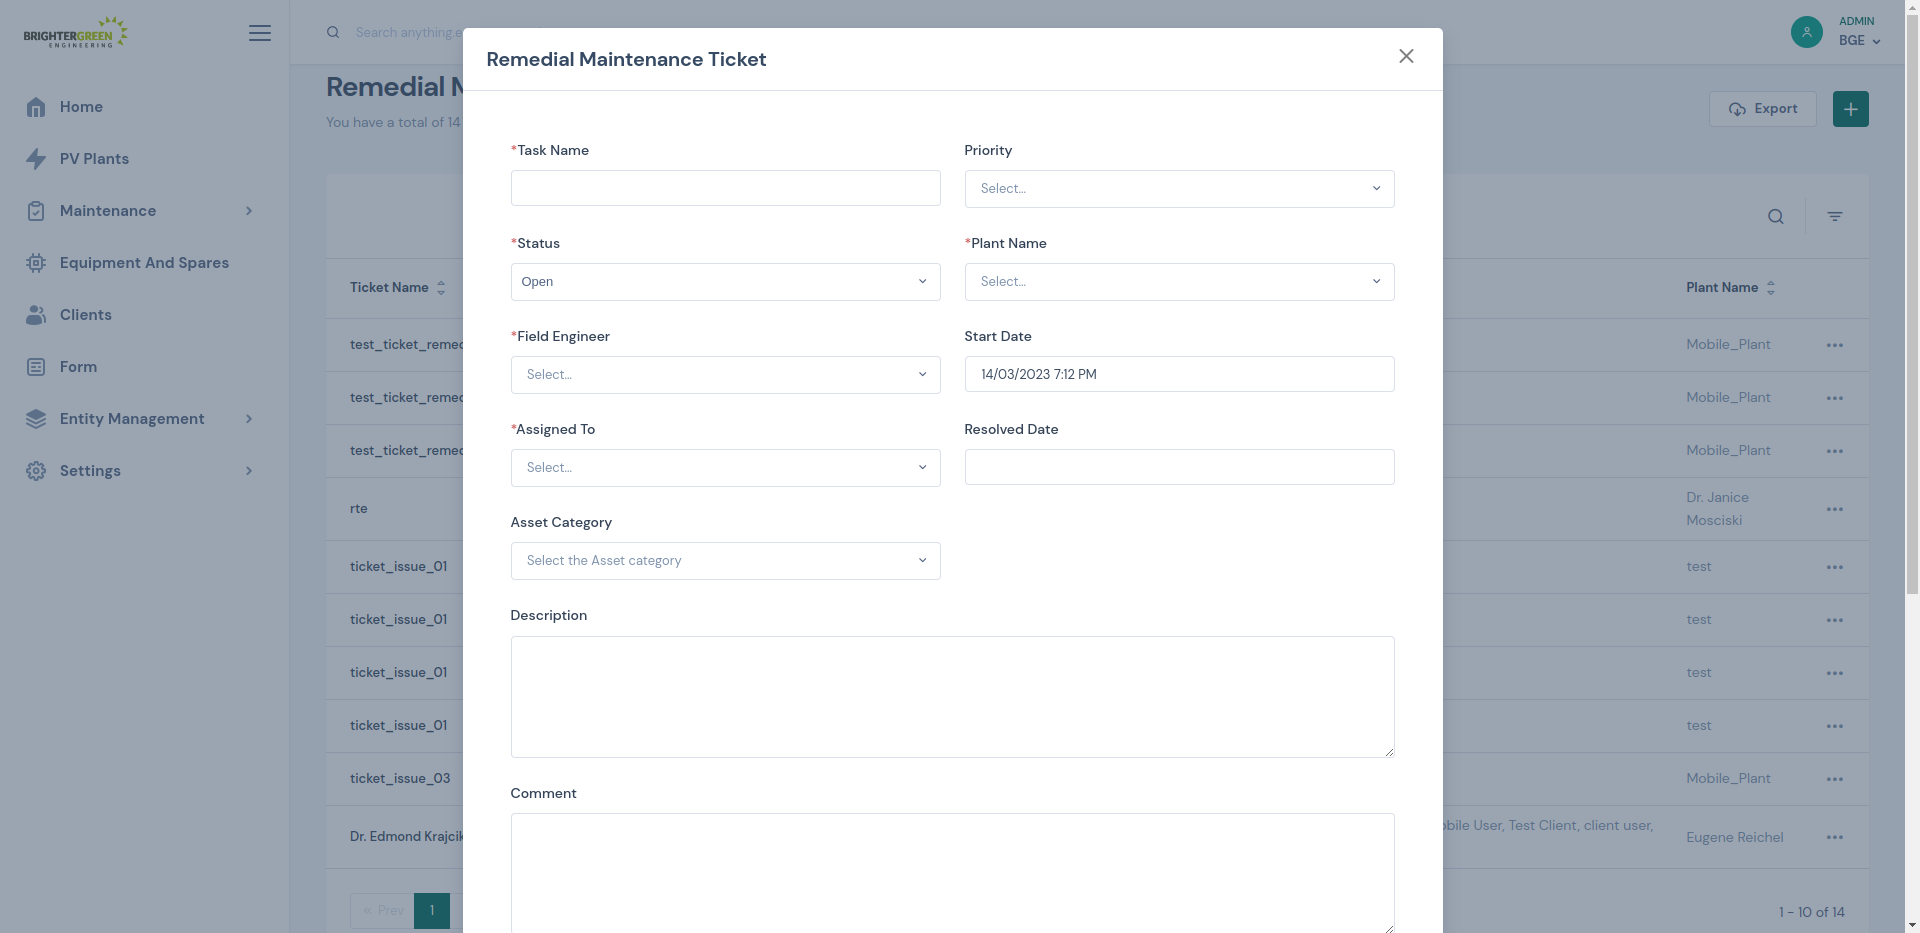 BRIGHTERGREEN
ENGINEERING
Search anything.e
ADMIN
BGE
Home
PV Plants
Maintenance
Equipment And Spares
Clients
Form
Entity Management
Settings
Remedial M
You have a total of 14
Export
Ticket Name
Plant Name
test_ticket_remed
Mobile_Plant
test_ticket_remed
Mobile_Plant
test_ticket_remed
Mobile_Plant
rte
Dr. Janice
Mosciski
ticket_issue_01
test
ticket_issue_01
test
ticket_issue_01
test
ticket_issue_01
test
ticket_issue_03
Mobile_Plant
Dr. Edmond Krajcik
obile User, Test Client, client user,
Eugene Reichel
« Prev
1
1 - 10 of 14
Remedial Maintenance Ticket
*Task Name
Priority
Select...
*Status
*Plant Name
Open
Select...
*Field Engineer
Start Date
Select...
14/03/2023 7:12 PM
*Assigned To
Resolved Date
Select...
Asset Category
Select the Asset category
Description
Comment